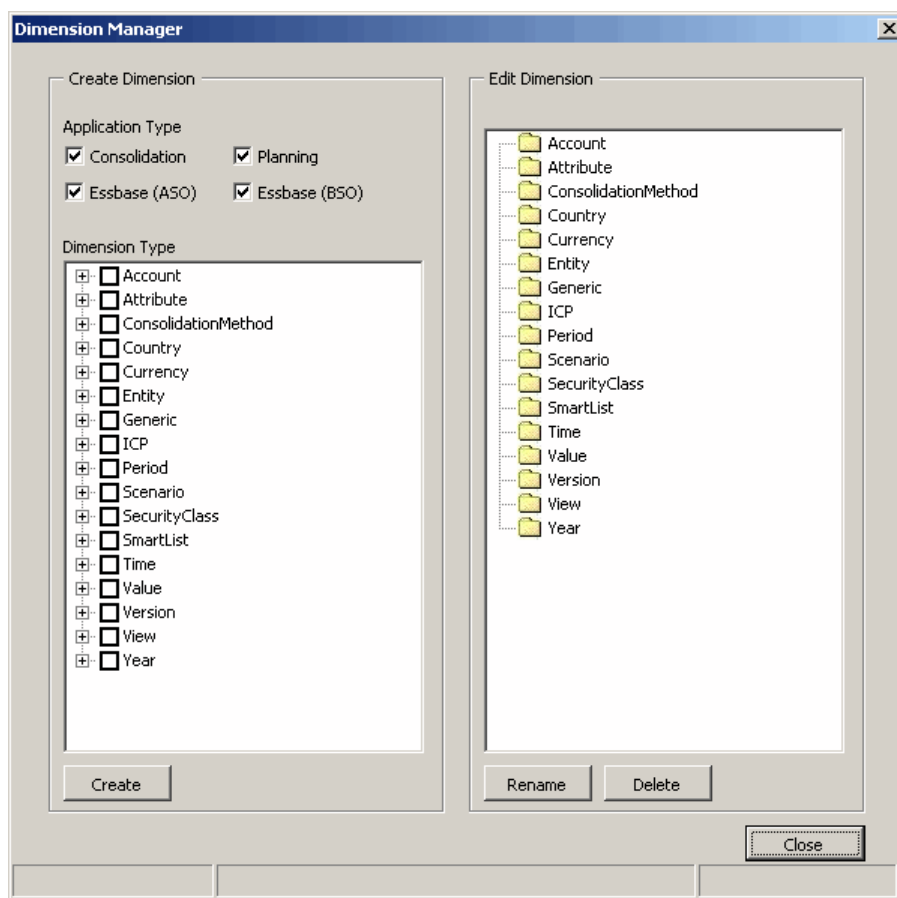 Dimension Manager
Create Dimension
Application Type
Consolidation Planning
Essbase (ASO) Essbase (BSO)
Dimension Type
Account
Attribute
ConsolidationMethod
Country
Currency
Entity
Generic
ICP
Period
Scenario
SecurityClass
SmartList
Time
Value
Version
View
Year
Create
Edit Dimension
Account
Attribute
ConsolidationMethod
Country
Currency
Entity
Generic
ICP
Period
Scenario
SecurityClass
SmartList
Time
Value
Version
View
Year
Rename Delete
Close